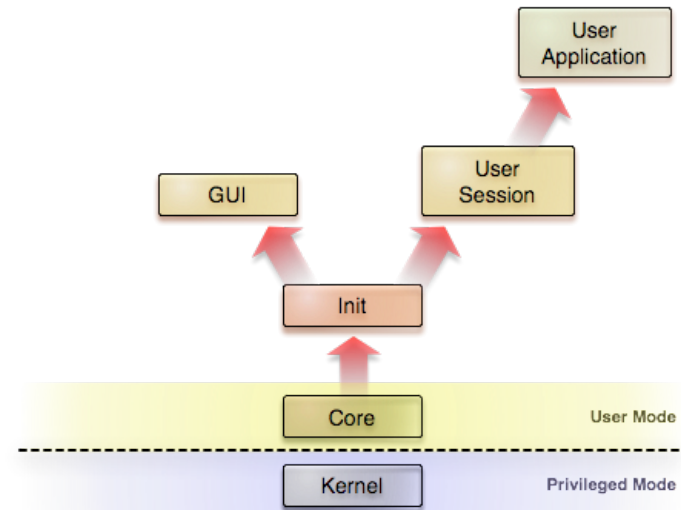 User
Application
User
Session
GUI
Init
Core
User Mode
Kernel
Privileged Mode